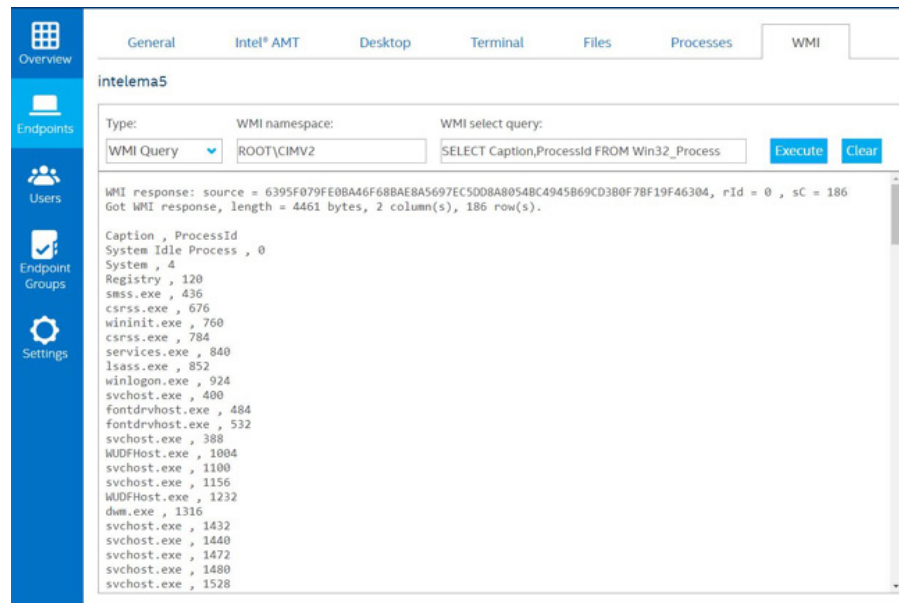 Overview
Endpoints
Users
Endpoint
Groups
Settings
General Intel® AMT Desktop Terminal Files Processes WMI
intelema5
Type: WMI namespace: WMI select query:
WMI Query ROOT\CIMV2 SELECT Caption,ProcessId FROM Win32_Process Execute Clear
WMI response: source = 6395F079FE0BA46F68BAE8A5697EC5DD8A8054BC4945B69CD3B0F7BF19F46304, rId = 0 , sC = 186
Got WMI response, length = 4461 bytes, 2 column(s), 186 row(s).
Caption , ProcessId
System Idle Process , 0
System , 4
Registry , 120
smss.exe , 436
csrss.exe , 676
wininit.exe , 760
csrss.exe , 784
services.exe , 840
lsass.exe , 852
winlogon.exe , 924
svchost.exe , 400
fontdrvhost.exe , 484
fontdrvhost.exe , 532
svchost.exe , 388
WUDFHost.exe , 1004
svchost.exe , 1100
svchost.exe , 1156
WUDFHost.exe , 1232
dwm.exe , 1316
svchost.exe , 1432
svchost.exe , 1440
svchost.exe , 1472
svchost.exe , 1480
svchost.exe , 1528